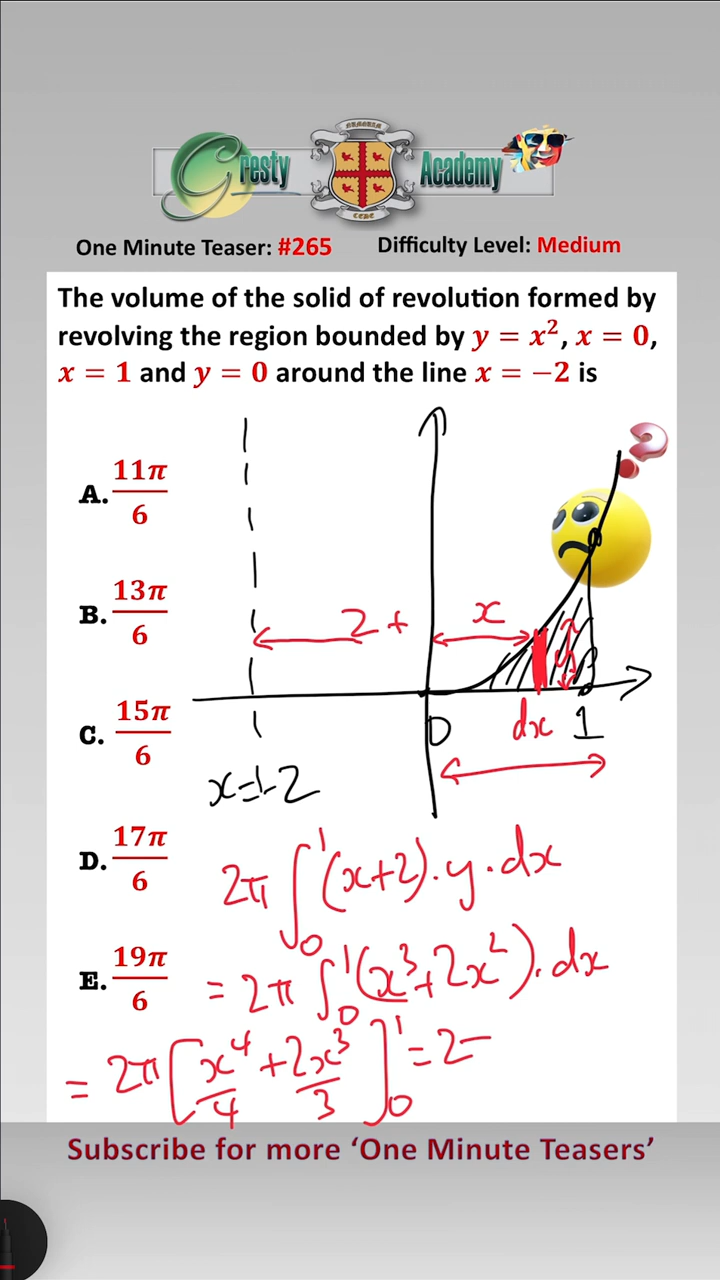 MEMORIAM
Gresty Academy
CEDE
One Minute Teaser: #265 Difficulty Level: Medium
The volume of the solid of revolution formed by
revolving the region bounded by y = x², x = 0,
x = 1 and y = 0 around the line x = −2 is
A. 11π/6
B. 13π/6
C. 15π/6
D. 17π/6
E. 19π/6
2 + x
0 dx 1
x = -2
2π ∫₀¹ (x+2).y.dx
= 2π ∫₀¹ (x³+2x²).dx
= 2π [x⁴/4 + 2x³/3]₀¹ = 2
Subscribe for more ‘One Minute Teasers’